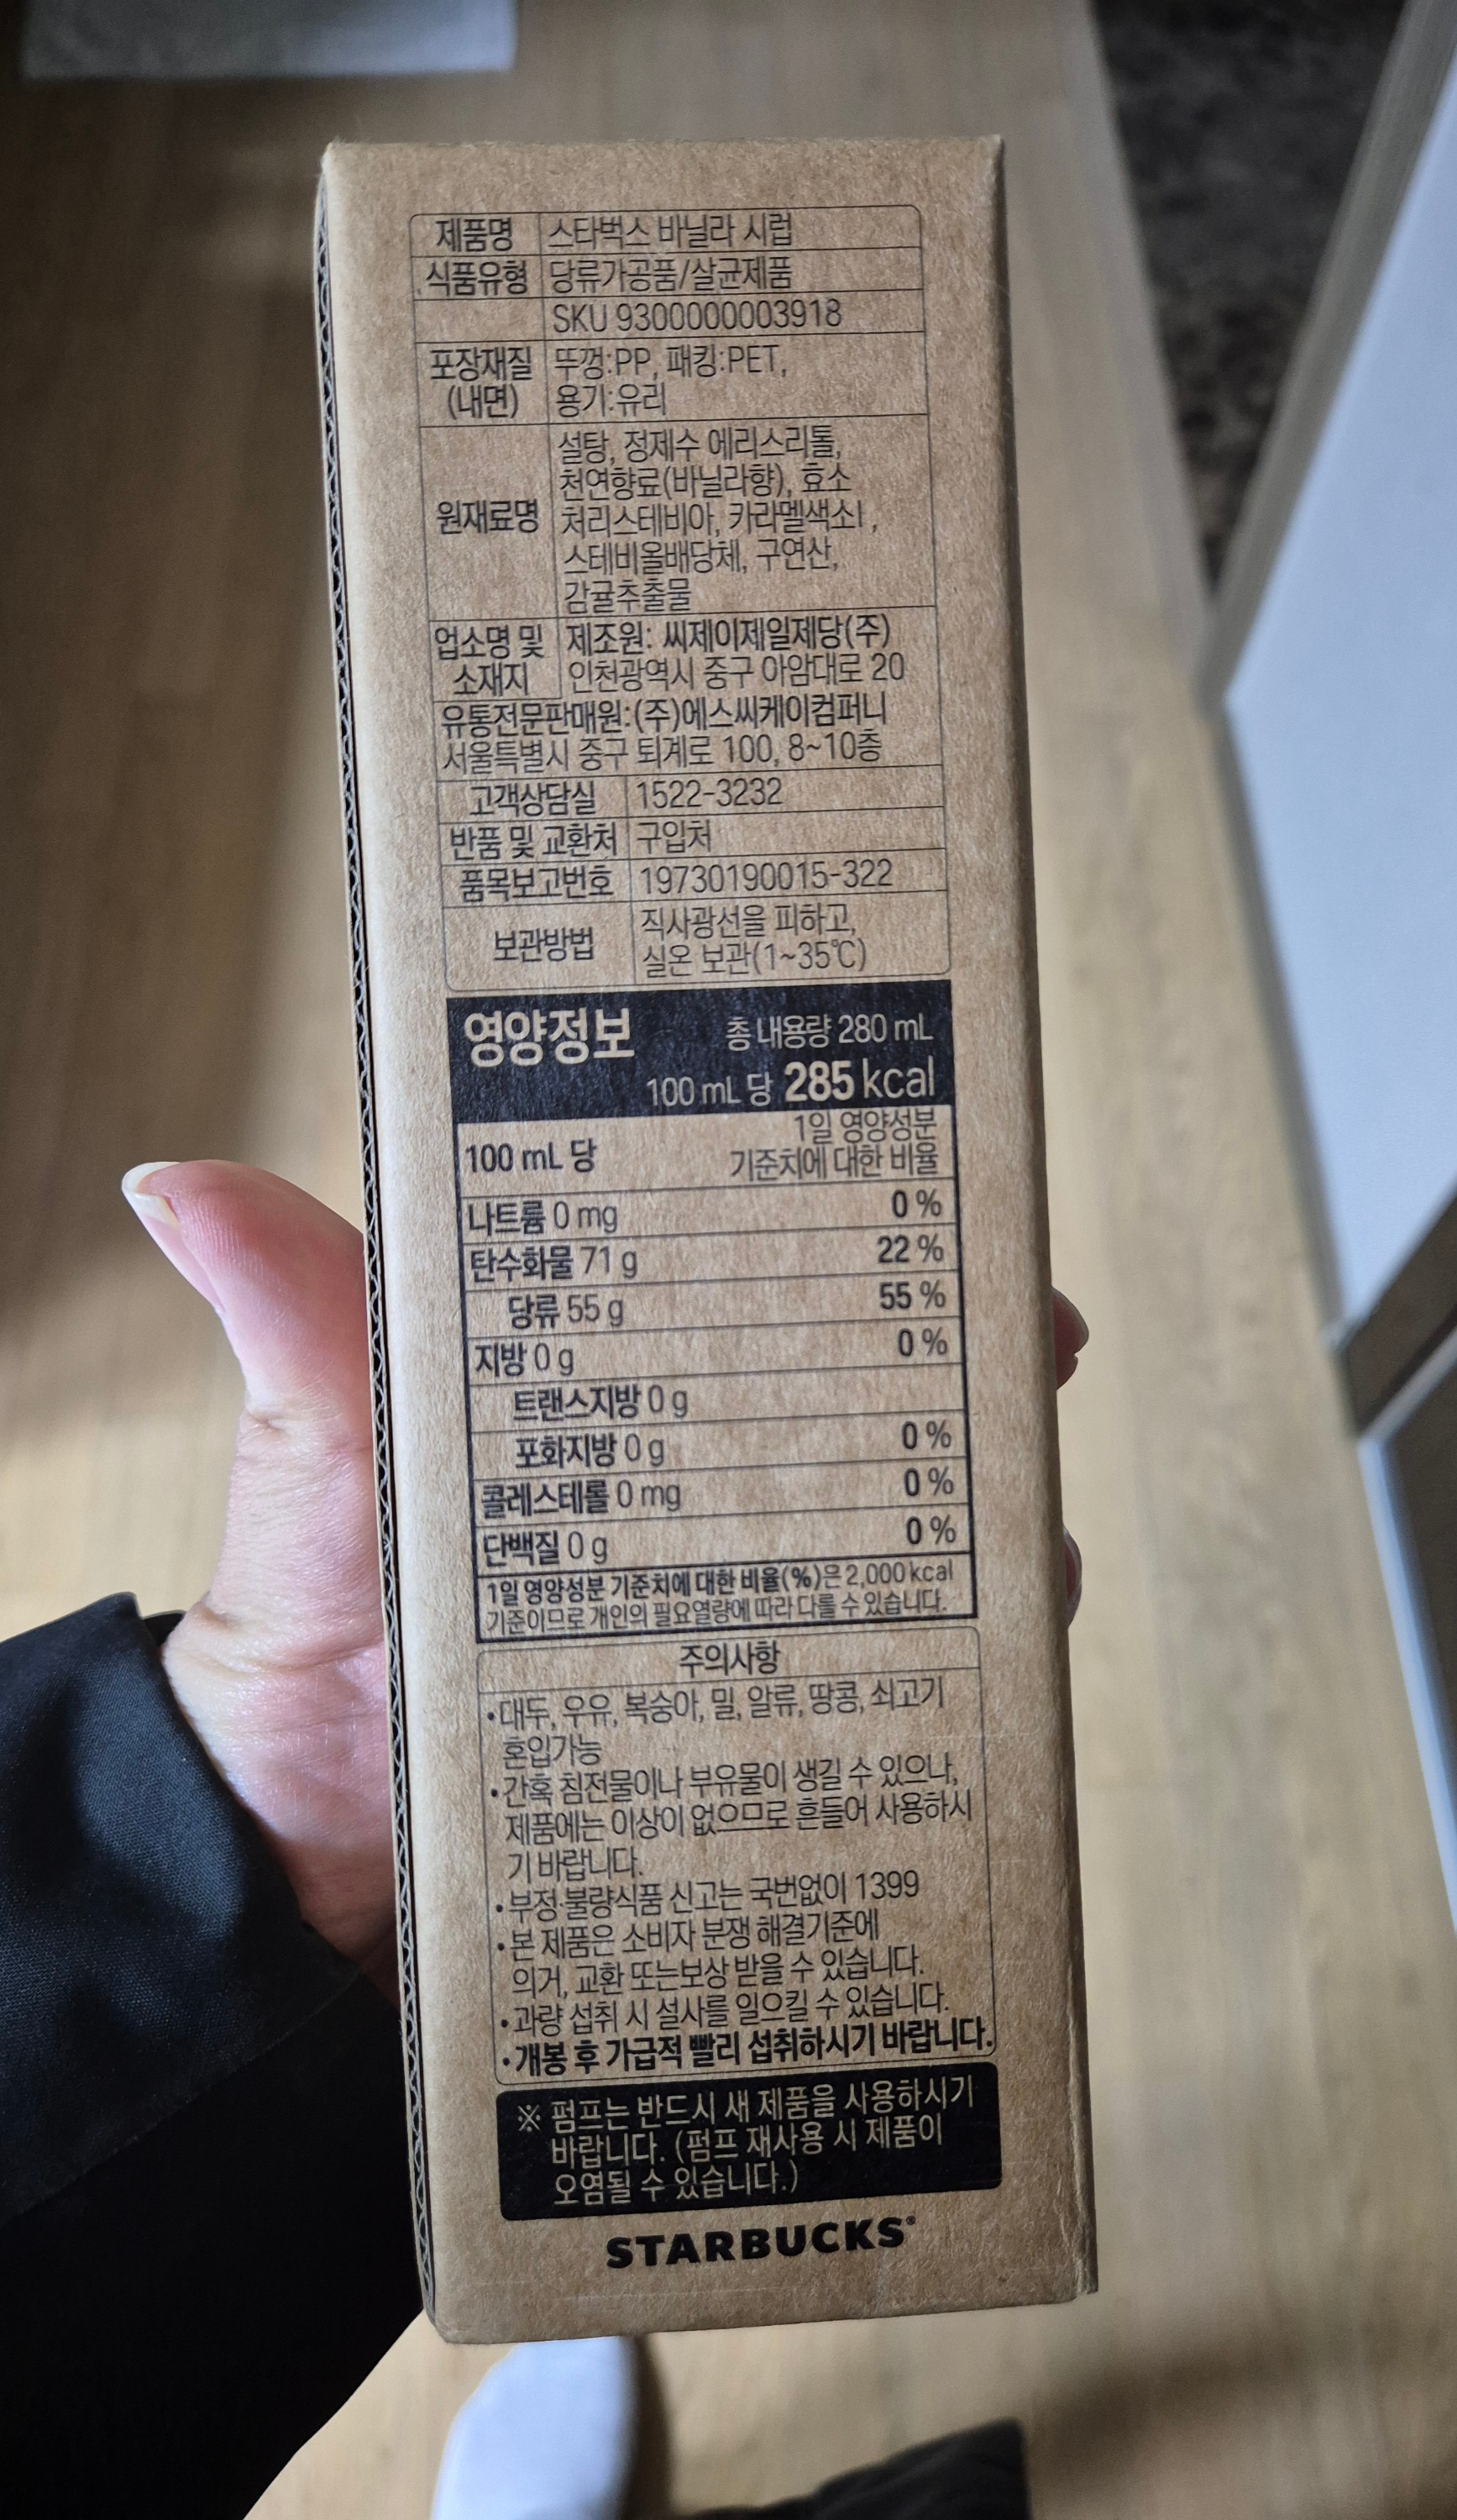 제품명 스타벅스 바닐라 시럽
식품유형 당류가공품/살균제품
SKU 9300000003918
포장재질 뚜껑:PP, 패킹:PET,
(내면) 용기:유리
설탕, 정제수 에리스리톨,
천연향료(바닐라향), 효소
원재료명 처리스테비아, 카라멜색소I,
스테비올배당체, 구연산,
감귤추출물
업소명 및 제조원: 씨제이제일제당(주)
소재지 인천광역시 중구 아암대로 20
유통전문판매원:(주)에스씨케이컴퍼니
서울특별시 중구 퇴계로 100, 8~10층
고객상담실 1522-3232
반품 및 교환처 구입처
품목보고번호 19730190015-322
보관방법 직사광선을 피하고,
실온 보관(1~35℃)
영양정보 총 내용량 280 mL
100 mL 당 285 kcal
100 mL 당 1일 영양성분
기준치에 대한 비율
나트륨 0 mg 0 %
탄수화물 71 g 22 %
당류 55 g 55 %
지방 0 g 0 %
트랜스지방 0 g
포화지방 0 g 0 %
콜레스테롤 0 mg 0 %
단백질 0 g 0 %
1일 영양성분 기준치에 대한 비율(%)은 2,000 kcal
기준이므로 개인의 필요열량에 따라 다를 수 있습니다.
주의사항
•대두, 우유, 복숭아, 밀, 알류, 땅콩, 쇠고기
혼입가능
•간혹 침전물이나 부유물이 생길 수 있으나,
제품에는 이상이 없으므로 흔들어 사용하시
기 바랍니다.
•부정·불량식품 신고는 국번없이 1399
•본 제품은 소비자 분쟁 해결기준에
의거, 교환 또는보상 받을 수 있습니다.
•과량 섭취 시 설사를 일으킬 수 있습니다.
•개봉 후 가급적 빨리 섭취하시기 바랍니다.
※ 펌프는 반드시 새 제품을 사용하시기
바랍니다. (펌프 재사용 시 제품이
오염될 수 있습니다.)
STARBUCKS®